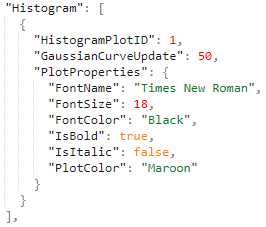 "Histogram": [
{
"HistogramPlotID": 1,
"GaussianCurveUpdate": 50,
"PlotProperties": {
"FontName": "Times New Roman",
"FontSize": 18,
"FontColor": "Black",
"IsBold": true,
"IsItalic": false,
"PlotColor": "Maroon"
}
}
],